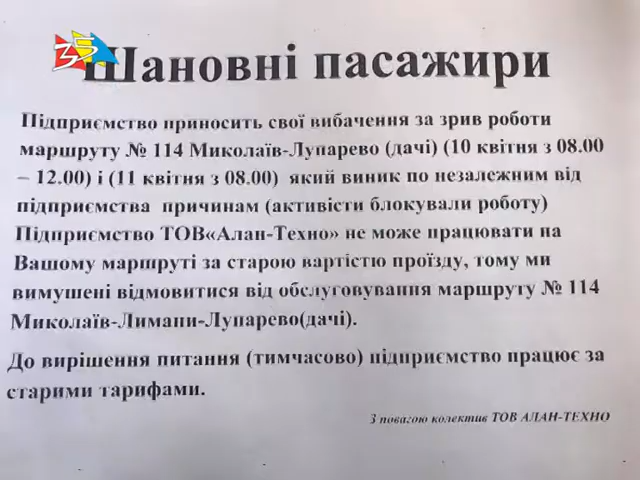 Шановні пасажири
Підприємство приносить свої вибачення за зрив роботи
маршруту № 114 Миколаїв-Лупарево (дачі) (10 квітня з 08.00
– 12.00) і (11 квітня з 08.00) який виник по незалежним від
підприємства причинам (активісти блокували роботу)
Підприємство ТОВ«Алан-Техно» не може працювати на
Вашому маршруті за старою вартістю проїзду, тому ми
вимушені відмовитися від обслуговування маршруту № 114
Миколаїв-Лимани-Лупарево(дачі).
До вирішення питання (тимчасово) підприємство працює за
старими тарифами.
З повагою колектив ТОВ АЛАН-ТЕХНО